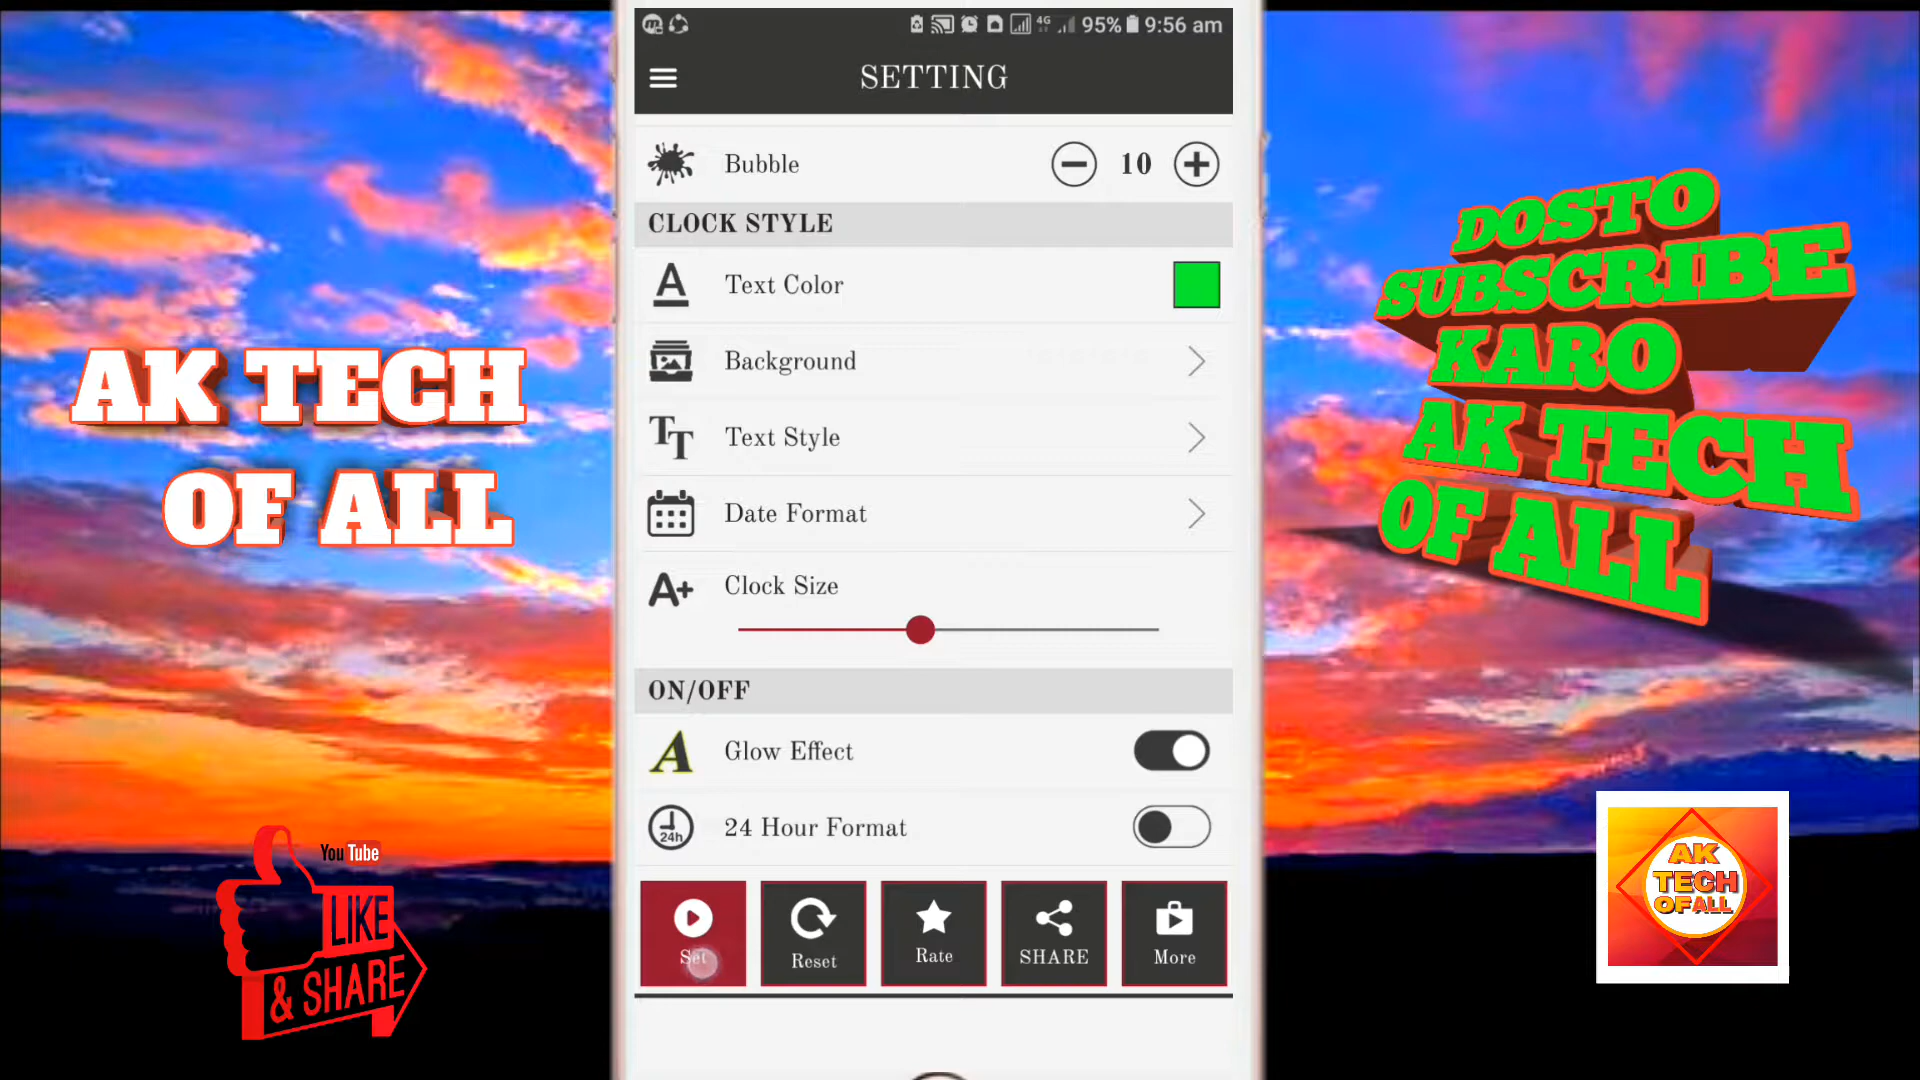 4G 95% 9:56 am
SETTING
Bubble 10
CLOCK STYLE
Text Color
Background
Text Style
Date Format
A+ Clock Size
ON/OFF
Glow Effect
24h 24 Hour Format
Set
Reset
Rate
SHARE
More
AK TECH
OF ALL
YouTube
LIKE
& SHARE
DOSTO
SUBSCRIBE
KARO
AK TECH
OF ALL
AK
TECH
OF ALL